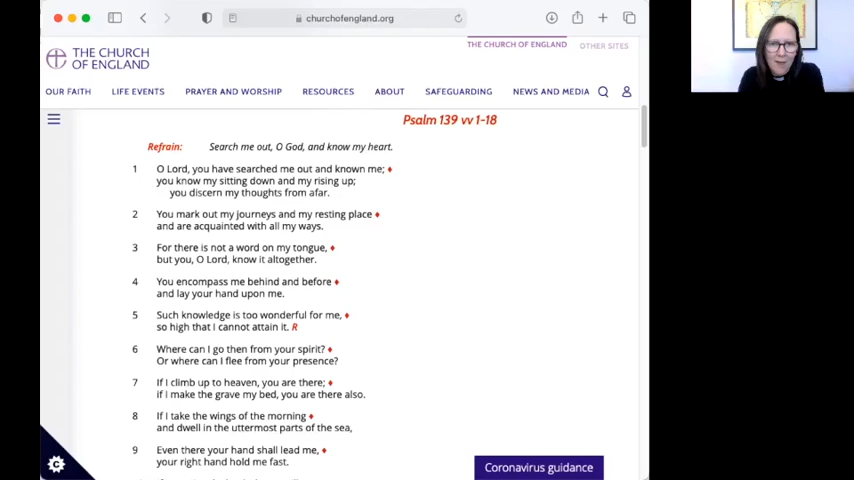 churchofengland.org
THE CHURCH OF ENGLAND OTHER SITES
THE CHURCH
OF ENGLAND
OUR FAITH LIFE EVENTS PRAYER AND WORSHIP RESOURCES ABOUT SAFEGUARDING NEWS AND MEDIA
Psalm 139 vv 1-18
Refrain: Search me out, O God, and know my heart.
1 O Lord, you have searched me out and known me; ♦
you know my sitting down and my rising up;
you discern my thoughts from afar.
2 You mark out my journeys and my resting place ♦
and are acquainted with all my ways.
3 For there is not a word on my tongue, ♦
but you, O Lord, know it altogether.
4 You encompass me behind and before ♦
and lay your hand upon me.
5 Such knowledge is too wonderful for me, ♦
so high that I cannot attain it. R
6 Where can I go then from your spirit? ♦
Or where can I flee from your presence?
7 If I climb up to heaven, you are there; ♦
if I make the grave my bed, you are there also.
8 If I take the wings of the morning ♦
and dwell in the uttermost parts of the sea,
9 Even there your hand shall lead me, ♦
your right hand hold me fast.
Coronavirus guidance